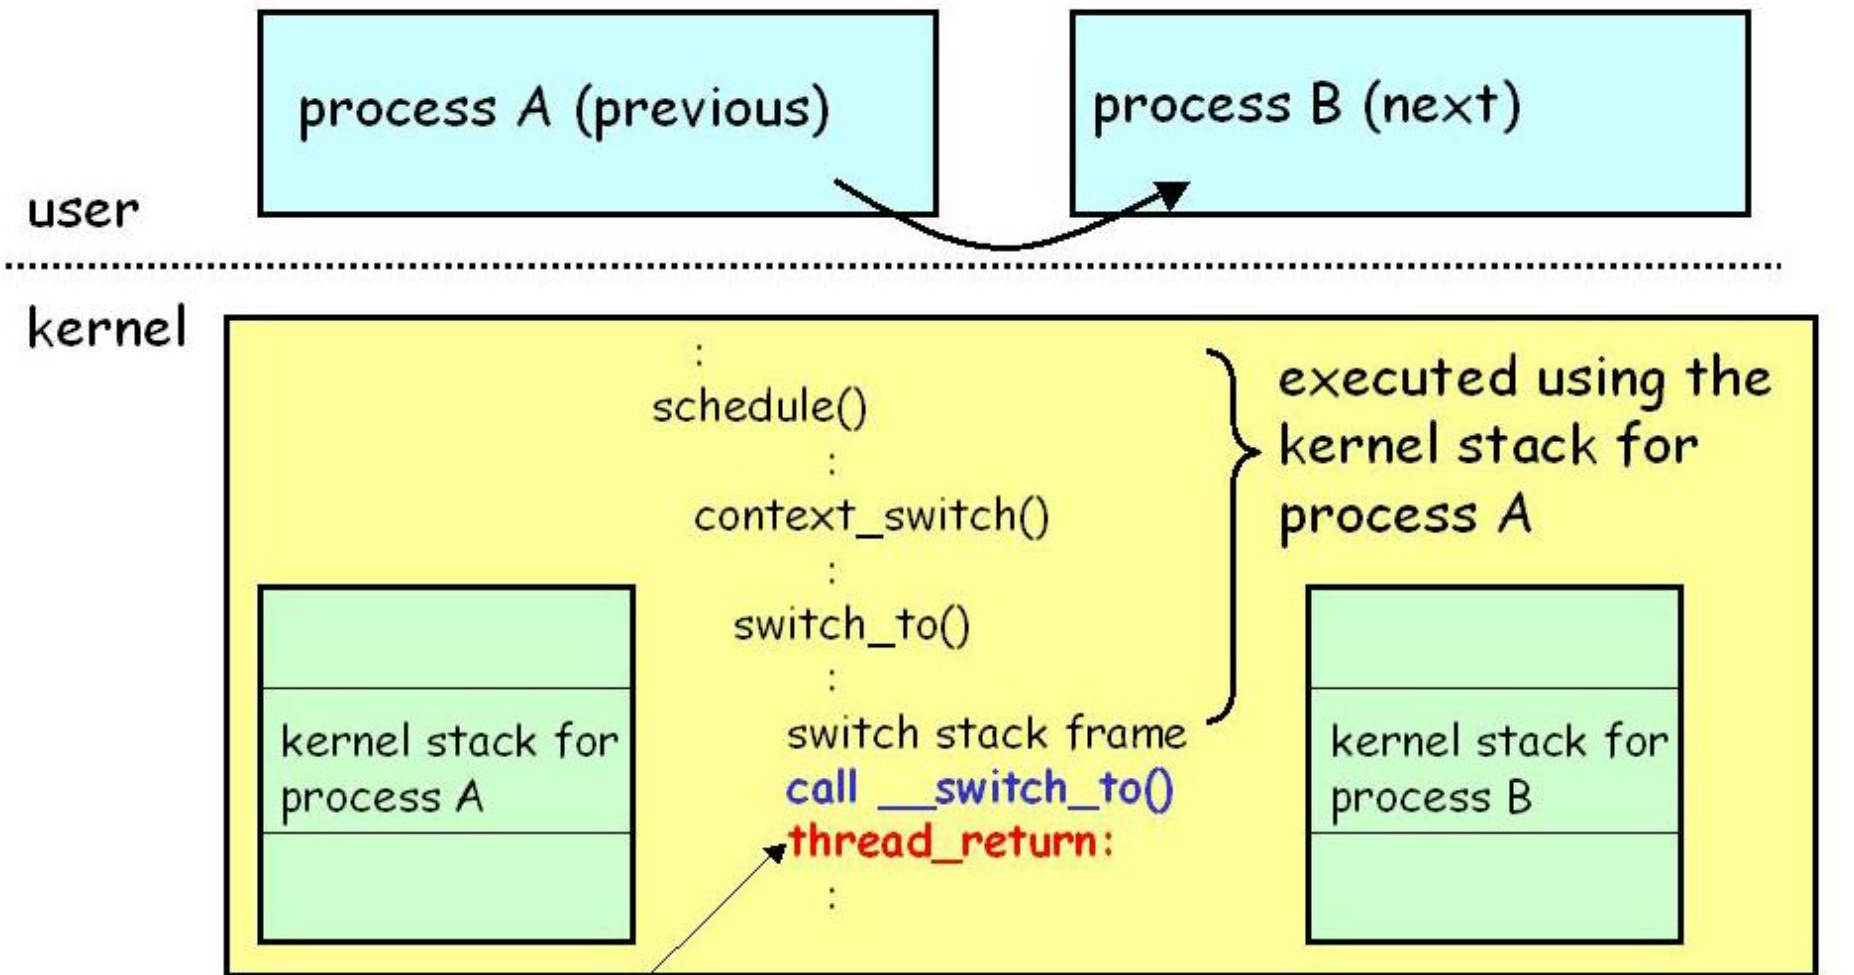 process A (previous)
process B (next)
user
kernel
:
schedule()
:
context_switch()
:
switch_to()
:
switch stack frame
call __switch_to()
thread_return:
:
executed using the
kernel stack for
process A
kernel stack for
process A
kernel stack for
process B